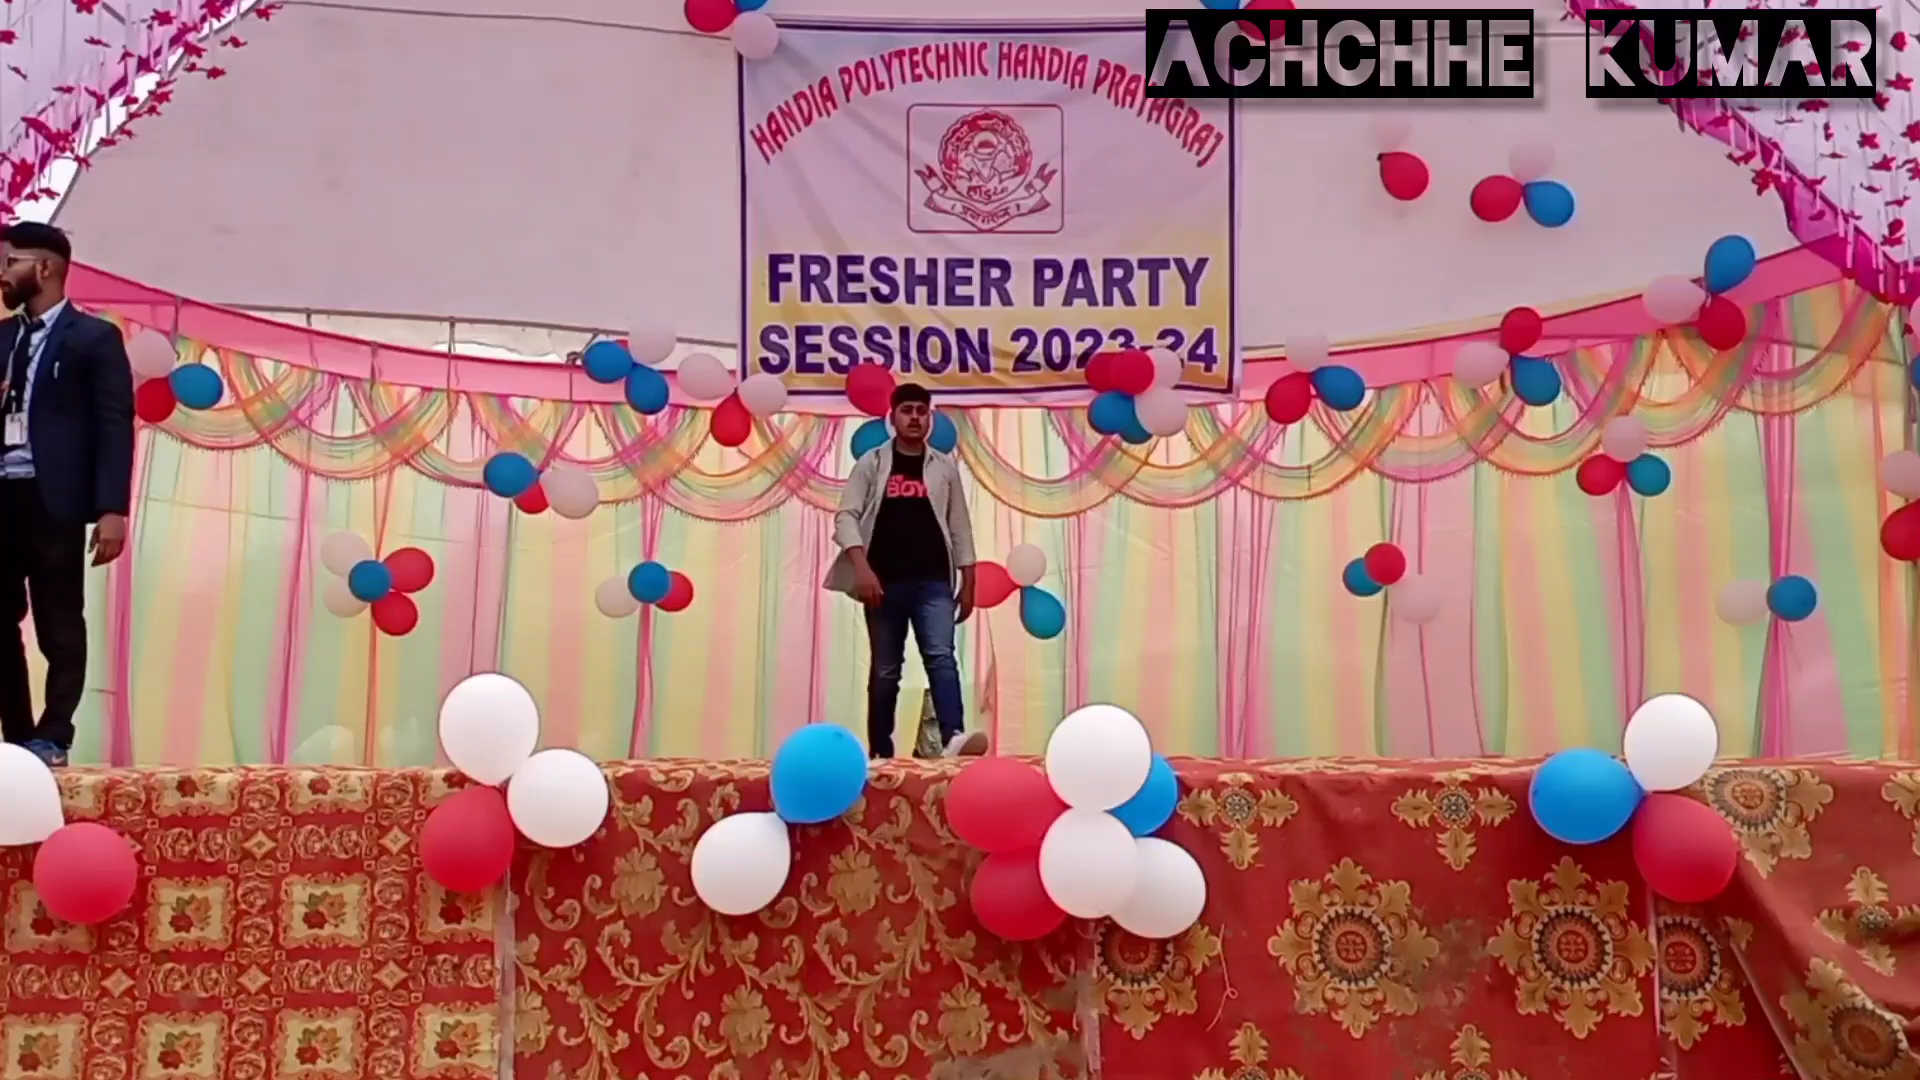 ACHCHHE KUMAR
HANDIA POLYTECHNIC HANDIA PRAYAGRAJ
FRESHER PARTY
SESSION 2023-24
BOY